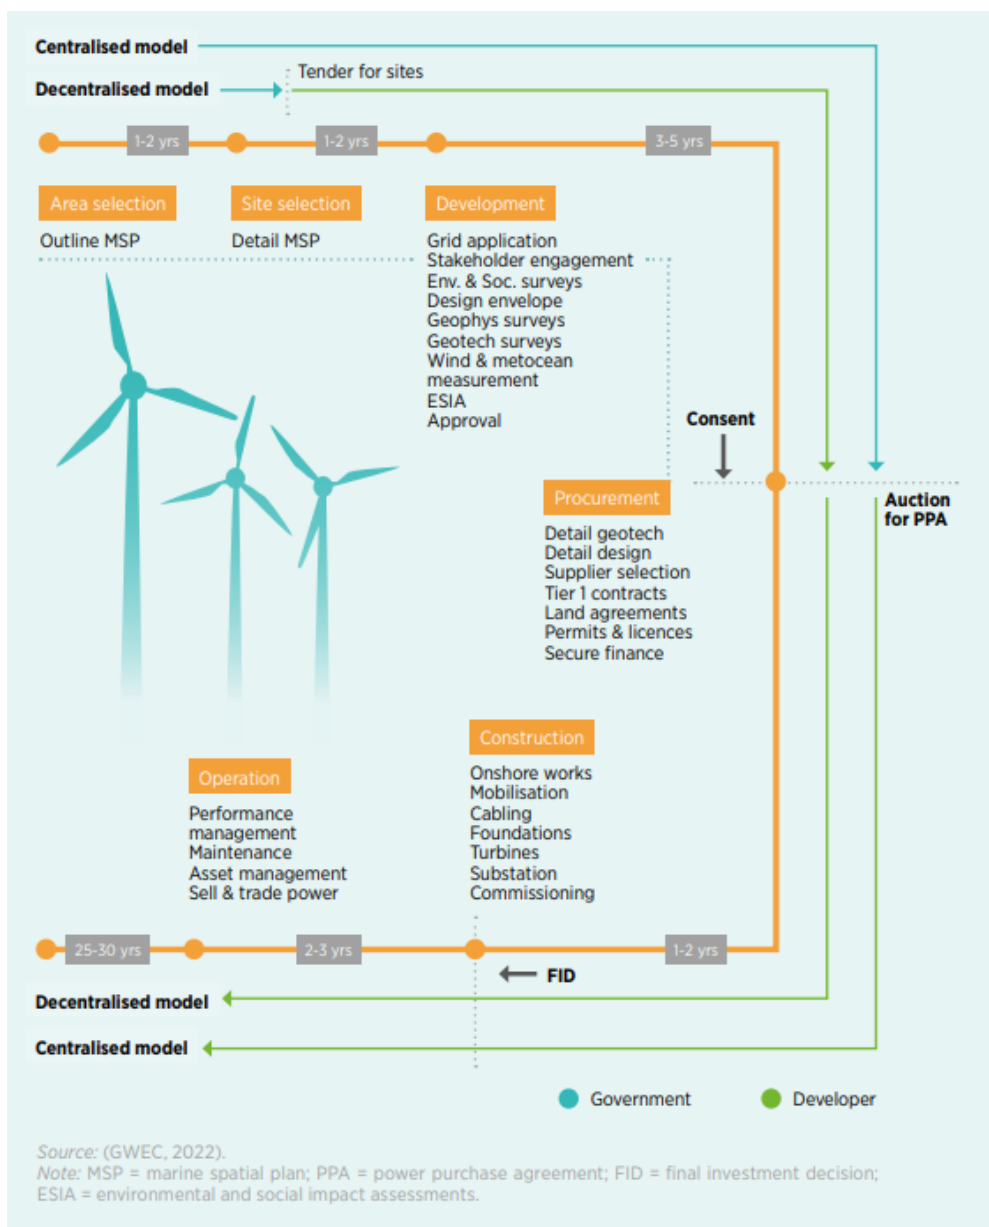 Centralised model
Tender for sites
Decentralised model
1-2 yrs
1-2 yrs
3-5 yrs
Area selection
Outline MSP
Site selection
Detail MSP
Development
Grid application
Stakeholder engagement
Env. & Soc. surveys
Design envelope
Geophys surveys
Geotech surveys
Wind & metocean
measurement
ESIA
Approval
Consent
Auction
for PPA
Procurement
Detail geotech
Detail design
Supplier selection
Tier 1 contracts
Land agreements
Permits & licences
Secure finance
Construction
Onshore works
Mobilisation
Cabling
Foundations
Turbines
Substation
Commissioning
Operation
Performance
management
Maintenance
Asset management
Sell & trade power
25-30 yrs
2-3 yrs
1-2 yrs
FID
Decentralised model
Centralised model
Government
Developer
Source: (GWEC, 2022).
Note: MSP = marine spatial plan; PPA = power purchase agreement; FID = final investment decision;
ESIA = environmental and social impact assessments.